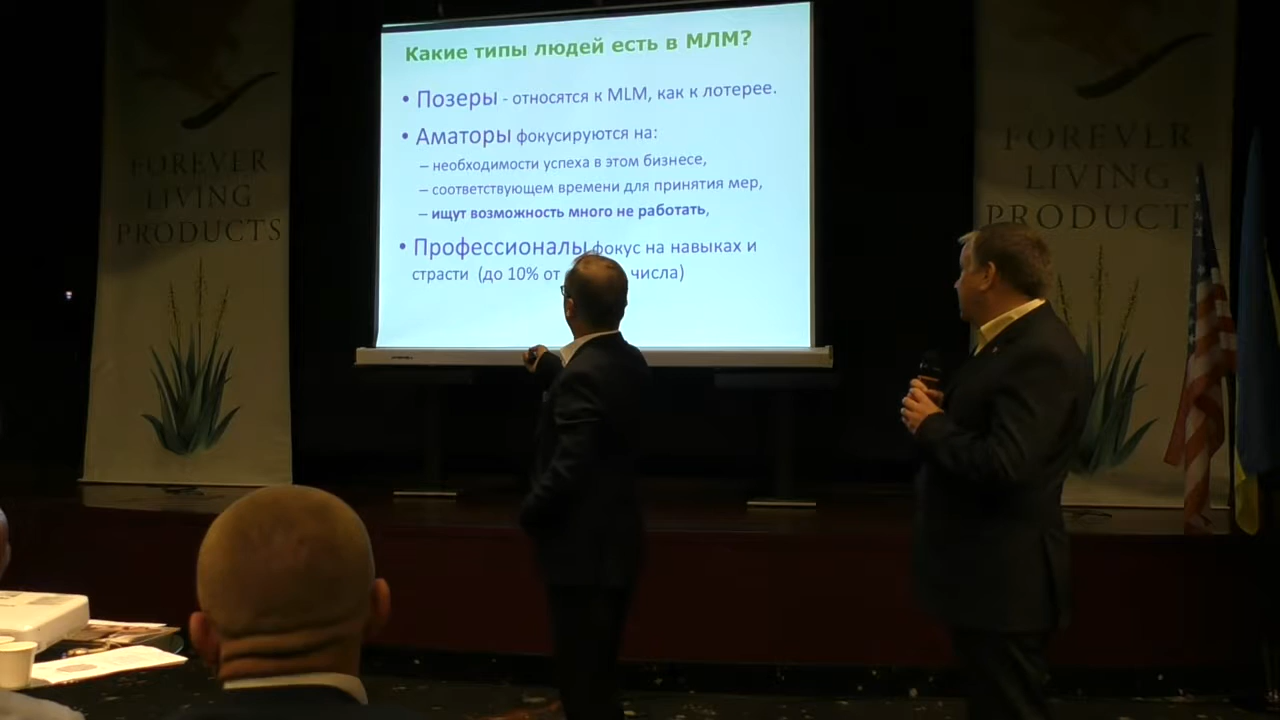 Какие типы людей есть в МЛМ?
• Позеры - относятся к MLM, как к лотерее.
• Аматоры фокусируются на:
– необходимости успеха в этом бизнесе,
– соответствующем времени для принятия мер,
– ищут возможность много не работать,
• Профессионалы фокус на навыках и
страсти (до 10% от числа)
FOREVER
LIVING
PRODUCTS
FOREVER
LIVING
PRODUCT